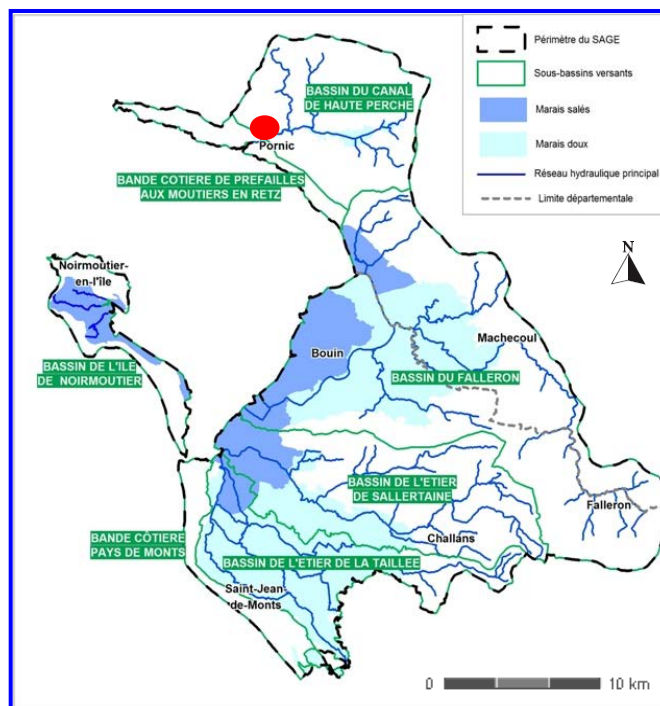 Périmètre du SAGE
Sous-bassins versants
Marais salés
Marais doux
Réseau hydraulique principal
Limite départementale
N
BASSIN DU CANAL
DE HAUTE PERCHE
Pornic
BANDE COTIERE DE PREFAILLES
AUX MOUTIERS EN RETZ
Noirmoutier-
en-l'île
BASSIN DE L'ILE
DE NOIRMOUTIER
Bouin
Machecoul
BASSIN DU FALLERON
BASSIN DE L'ETIER
DE SALLERTAINE
Falleron
Challans
BANDE CÔTIERE
PAYS DE MONTS
BASSIN DE L'ETIER DE LA TAILLEE
Saint-Jean-
de-Monts
0 10 km